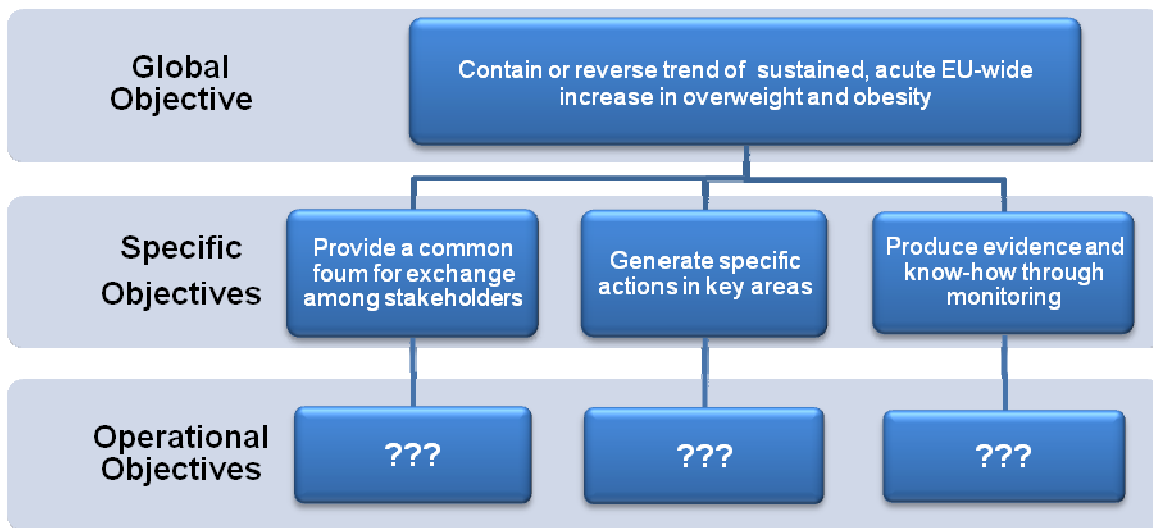 Global
Objective
Contain or reverse trend of sustained, acute EU-wide
increase in overweight and obesity
Specific
Objectives
Provide a common
foum for exchange
among stakeholders
Generate specific
actions in key areas
Produce evidence and
know-how through
monitoring
Operational
Objectives
???
???
???